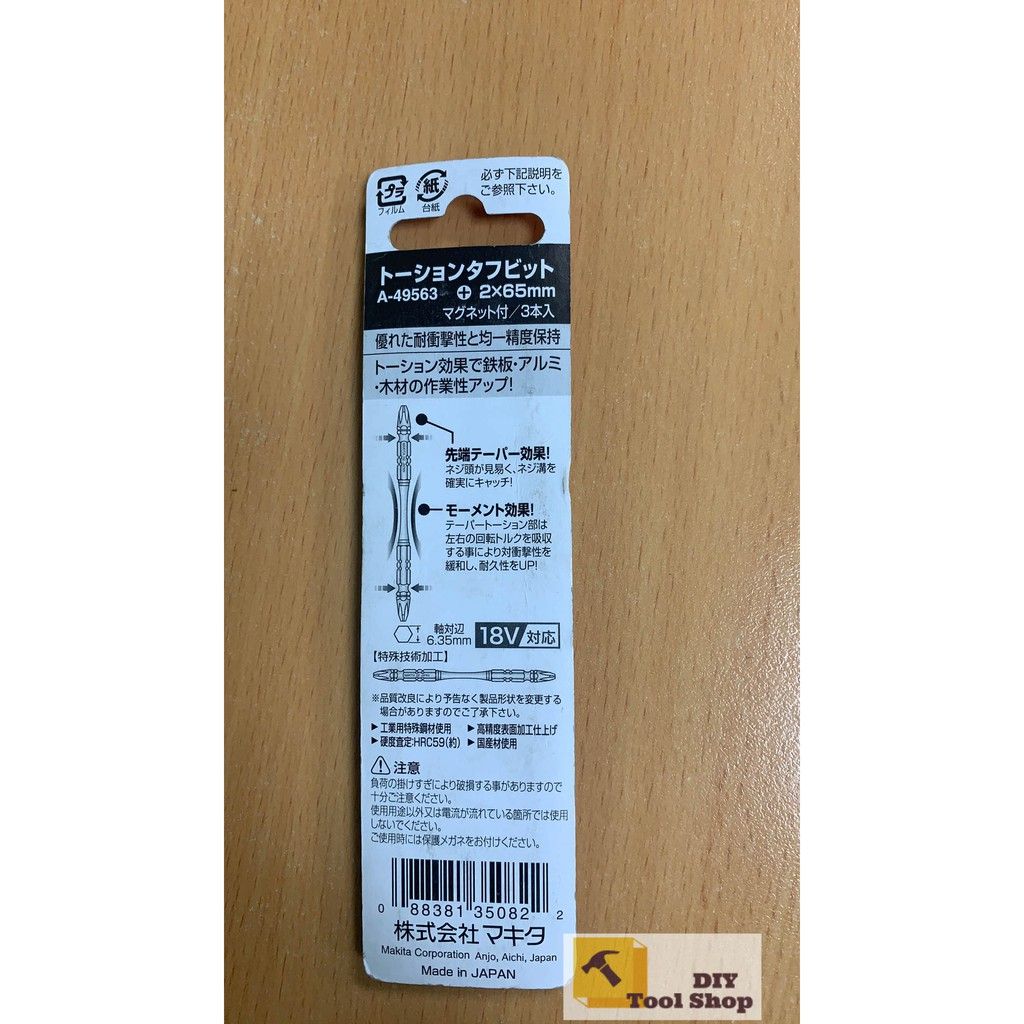 プラ
フィルム
紙
台紙
必ず下記説明を
ご参照下さい。
トーションタフビット
A-49563 ⊕ 2×65mm
マグネット付/3本入
優れた耐衝撃性と均一精度保持
トーション効果で鉄板・アルミ
・木材の作業性アップ!
先端テーパー効果!
ネジ頭が見易く、ネジ溝を
確実にキャッチ!
モーメント効果!
テーパートーション部は
左右の回転トルクを吸収
する事により対衝撃性を
緩和し、耐久性をUP!
軸対辺
6.35mm
18V/対応
【特殊技術加工】
※品質改良により予告なく製品形状を変更する
場合がありますのでご了承下さい。
▶工業用特殊鋼材使用 ▶高精度表面加工仕上げ
▶硬度査定:HRC59(約) ▶国産材使用
⚠注意
負荷の掛けすぎにより破損する事がありますので
十分ご注意ください。
使用用途以外又は電流が流れている箇所では使用
しないでください。
ご使用時には保護メガネをお付けください。
0 88381 35082 2
株式会社マキタ
Makita Corporation Anjo, Aichi, Japan
Made in JAPAN
DIY
Tool Shop